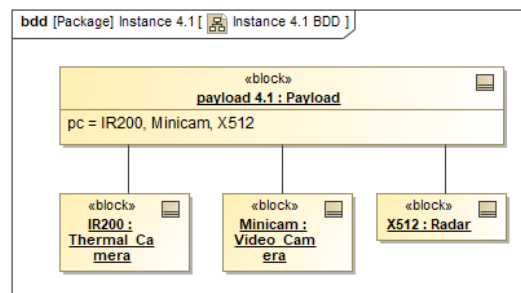 bdd [Package] Instance 4.1 [ Instance 4.1 BDD ]
«block»
payload 4.1 : Payload
pc = IR200, Minicam, X512
«block»
IR200 :
Thermal_Ca
mera
«block»
Minicam :
Video_Cam
era
«block»
X512 : Radar